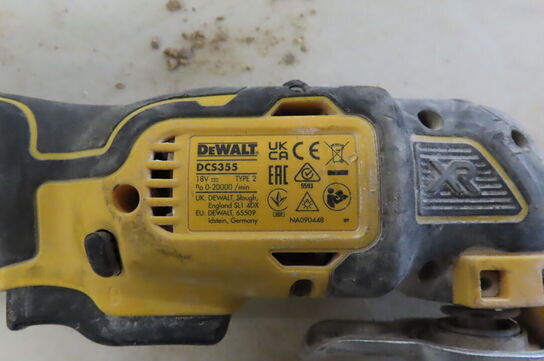 DEWALT
DCS355
18V TYPE 2
n₀ 0-20000 /min
UK: DEWALT, Slough,
England SL1 4DX
EU: DEWALT, 65509
Idstein, Germany
UK
CA CE
EAC
5593
NA090448
XR